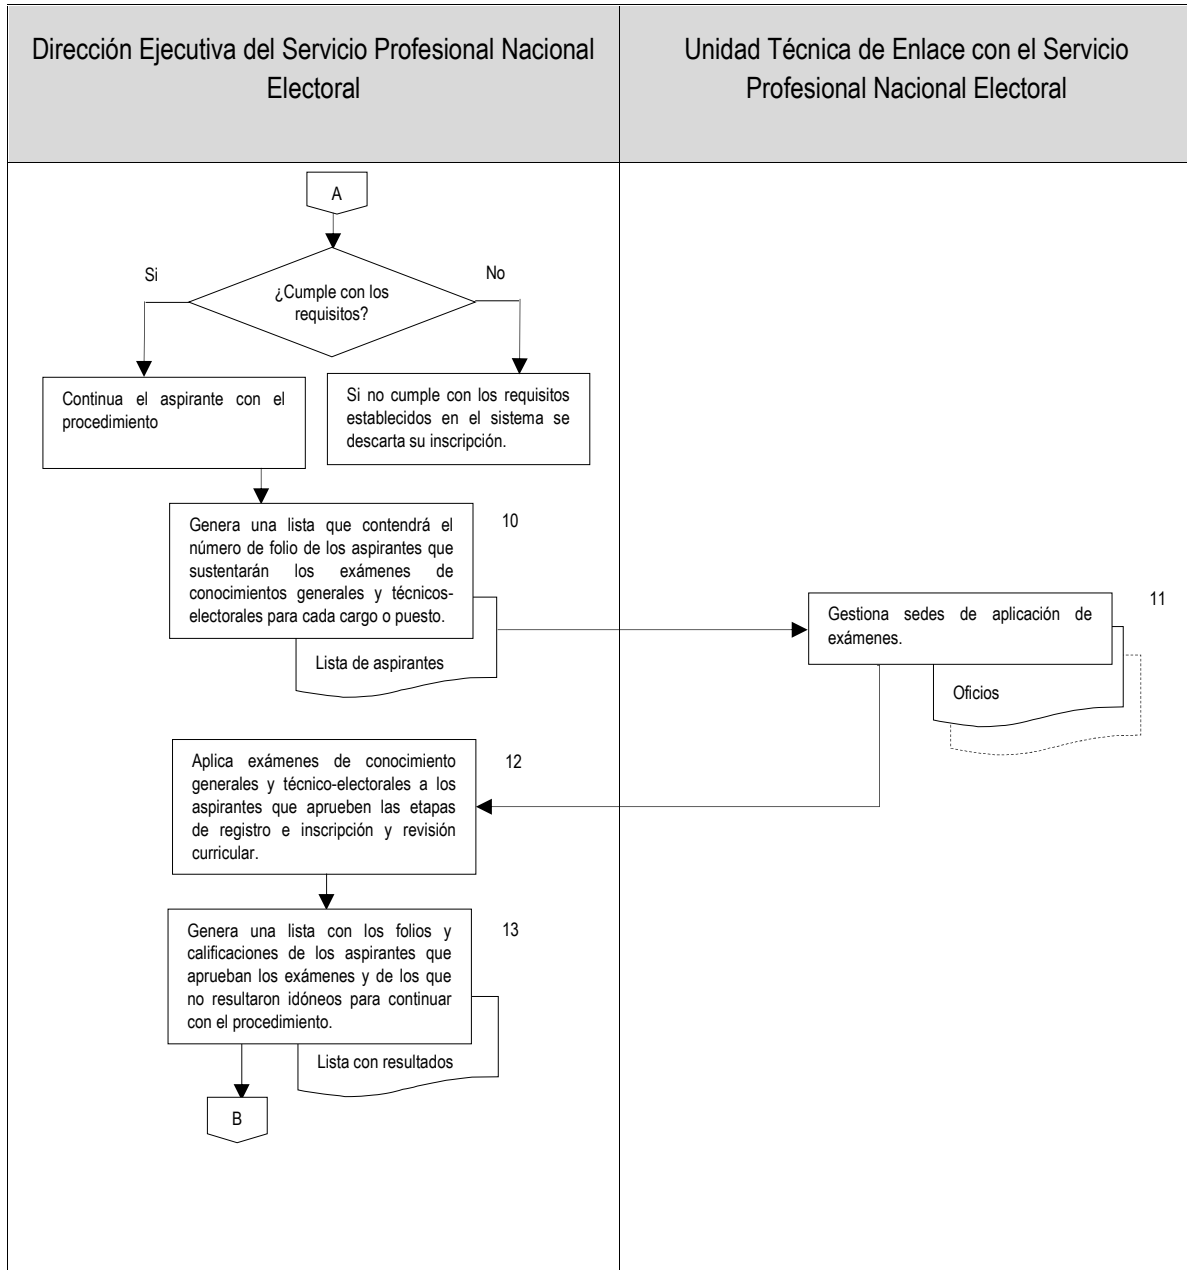 Dirección Ejecutiva del Servicio Profesional Nacional
Electoral
Unidad Técnica de Enlace con el Servicio
Profesional Nacional Electoral
A
Si
No
¿Cumple con los
requisitos?
Continua el aspirante con el
procedimiento
Si no cumple con los requisitos
establecidos en el sistema se
descarta su inscripción.
Genera una lista que contendrá el
número de folio de los aspirantes que
sustentarán los exámenes de
conocimientos generales y técnicos-
electorales para cada cargo o puesto.
10
Lista de aspirantes
Gestiona sedes de aplicación de
exámenes.
11
Oficios
Aplica exámenes de conocimiento
generales y técnico-electorales a los
aspirantes que aprueben las etapas
de registro e inscripción y revisión
curricular.
12
Genera una lista con los folios y
calificaciones de los aspirantes que
aprueban los exámenes y de los que
no resultaron idóneos para continuar
con el procedimiento.
13
Lista con resultados
B